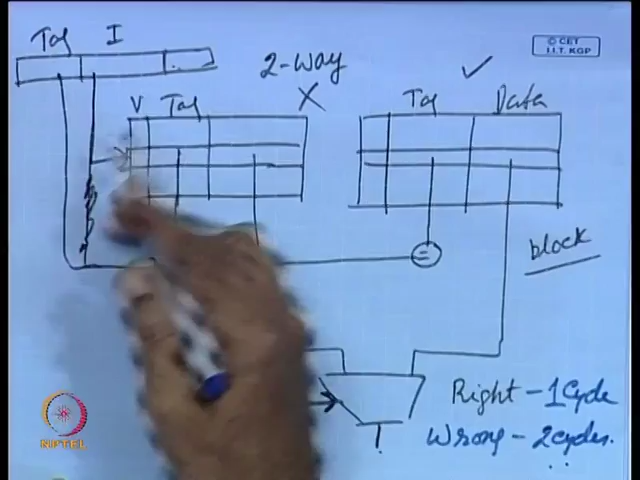 © CET
I.I.T. KGP
Tag I
2-way
V Tag
X
Tag Data
=
block
Right - 1 Cycle
Wrong - 2 Cycles.
NPTEL